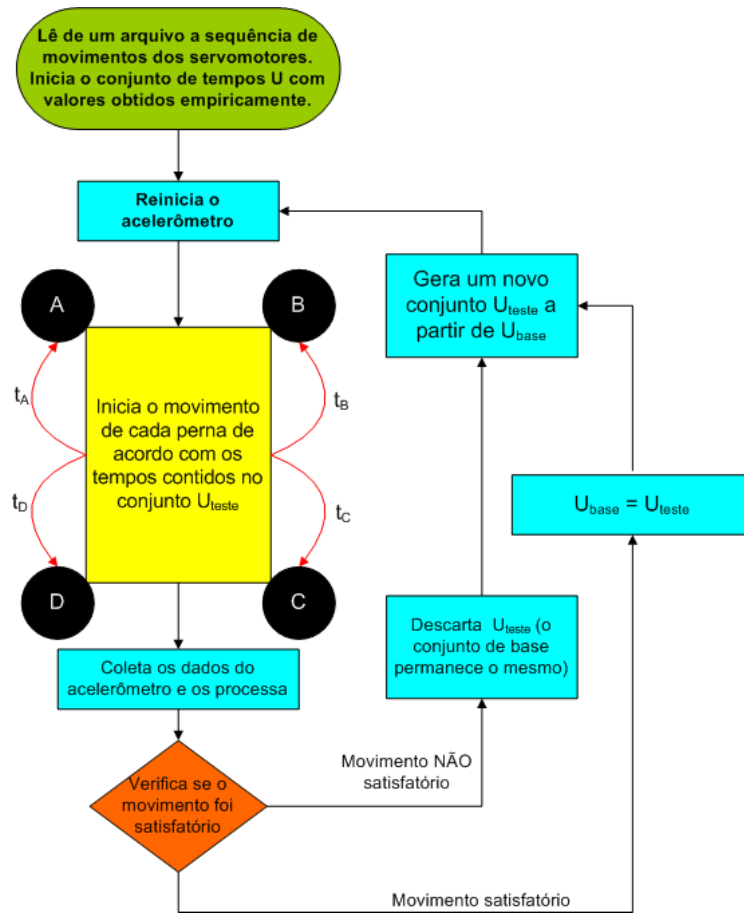 Lê de um arquivo a sequência de
movimentos dos servomotores.
Inicia o conjunto de tempos U com
valores obtidos empiricamente.
Reinicia o
acelerômetro
A
B
Gera um novo
conjunto Uteste a
partir de Ubase
tA
tB
Inicia o movimento
de cada perna de
acordo com os
tempos contidos no
conjunto Uteste
tD
tC
Ubase = Uteste
D
C
Descarta Uteste (o
conjunto de base
permanece o mesmo)
Coleta os dados do
acelerômetro e os processa
Verifica se o
movimento foi
satisfatório
Movimento NÃO
satisfatório
Movimento satisfatório